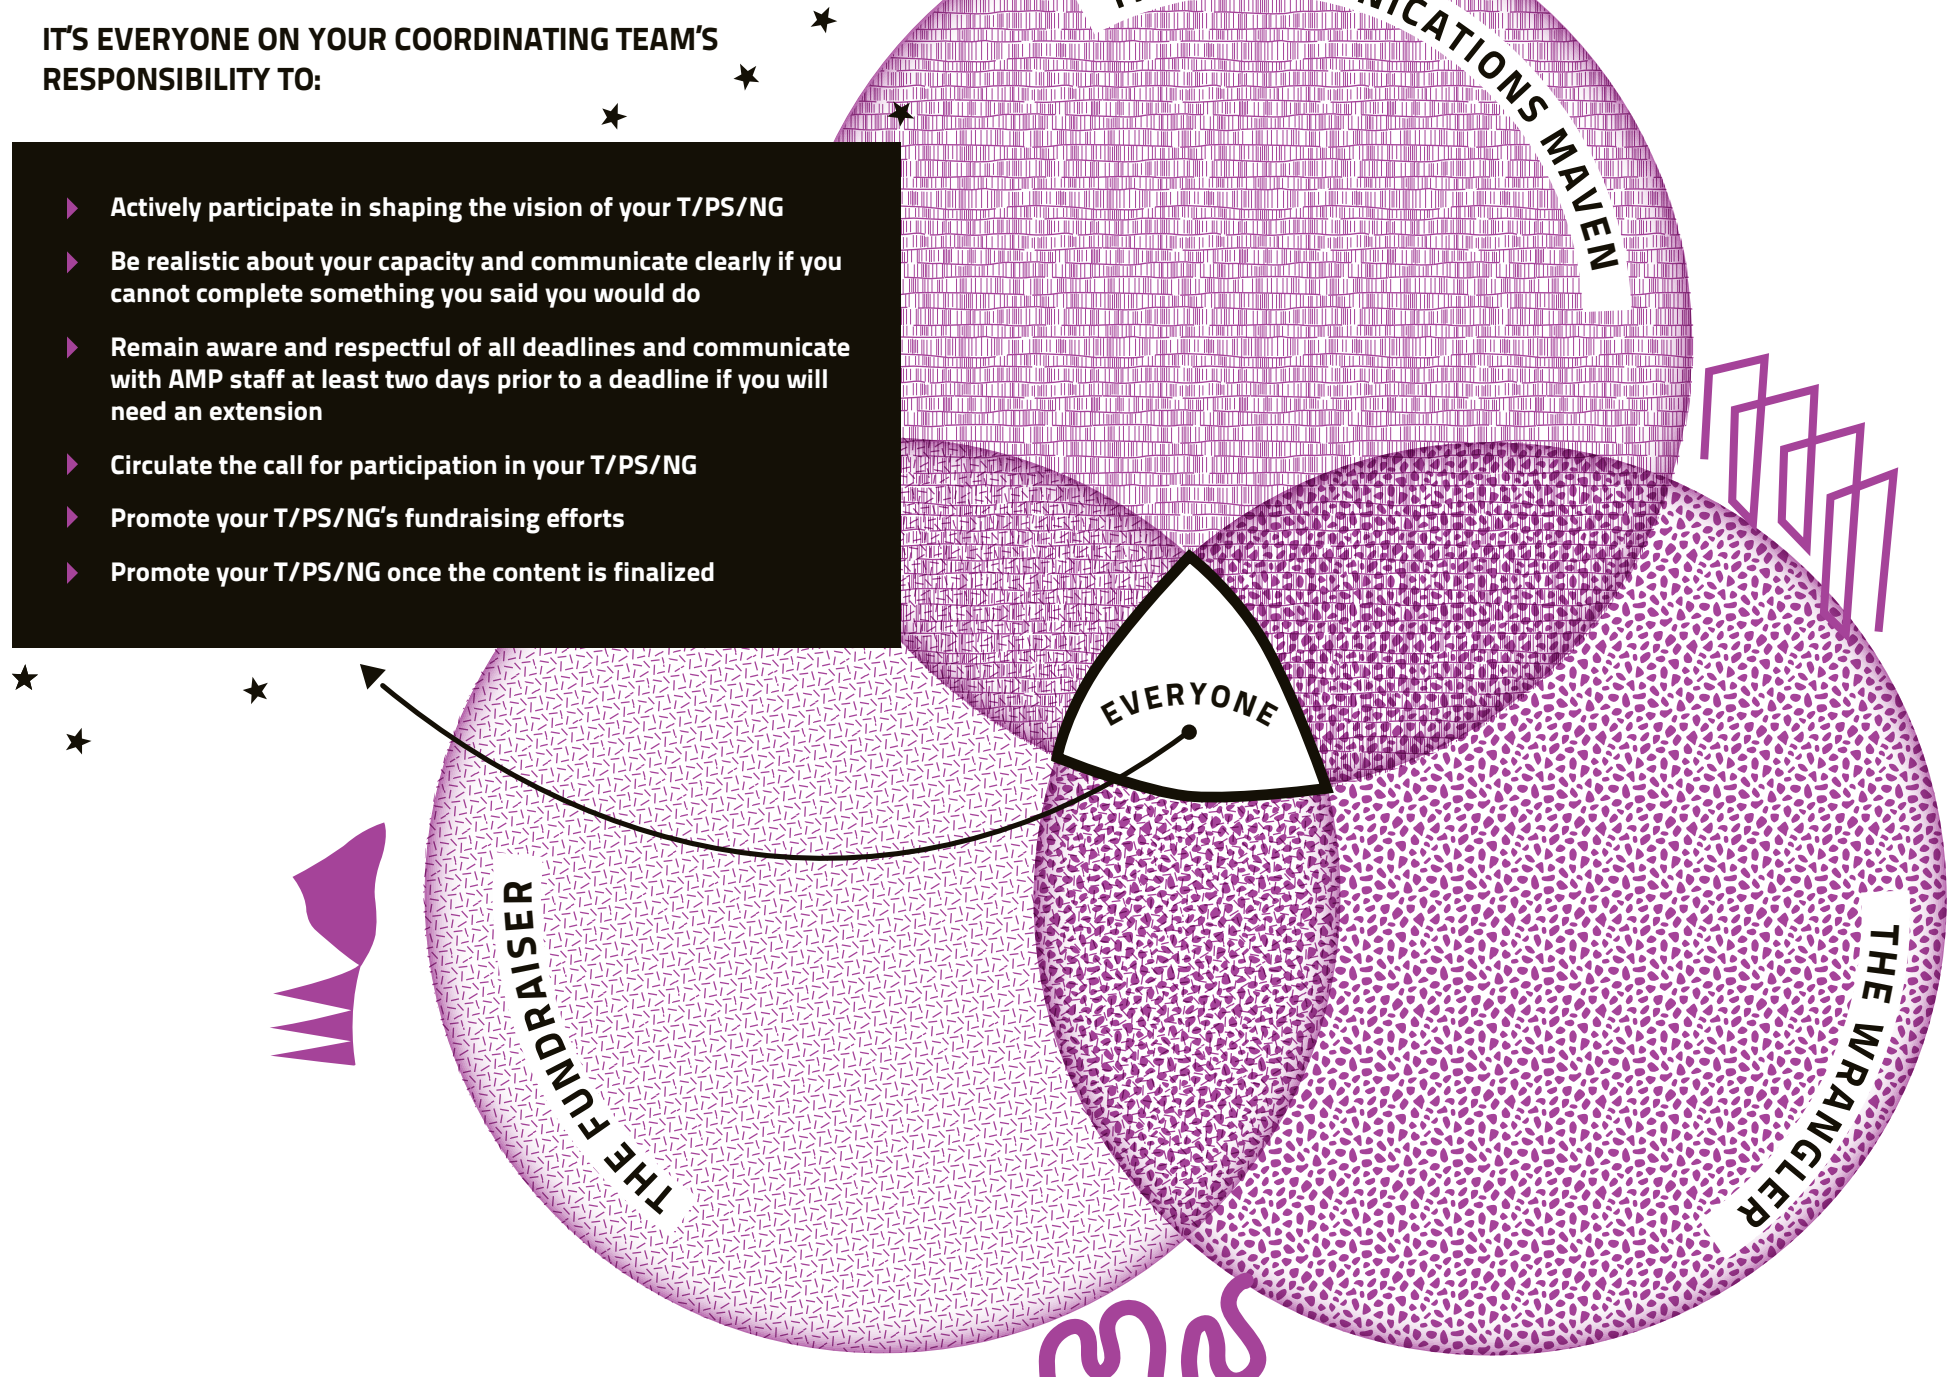 IT'S EVERYONE ON YOUR COORDINATING TEAM'S
RESPONSIBILITY TO:
Actively participate in shaping the vision of your T/PS/NG
Be realistic about your capacity and communicate clearly if you
cannot complete something you said you would do
Remain aware and respectful of all deadlines and communicate
with AMP staff at least two days prior to a deadline if you will
need an extension
Circulate the call for participation in your T/PS/NG
Promote your T/PS/NG's fundraising efforts
Promote your T/PS/NG once the content is finalized
MAVEN
EVERYONE
THE FUNDRAISER
THE WRANGLER